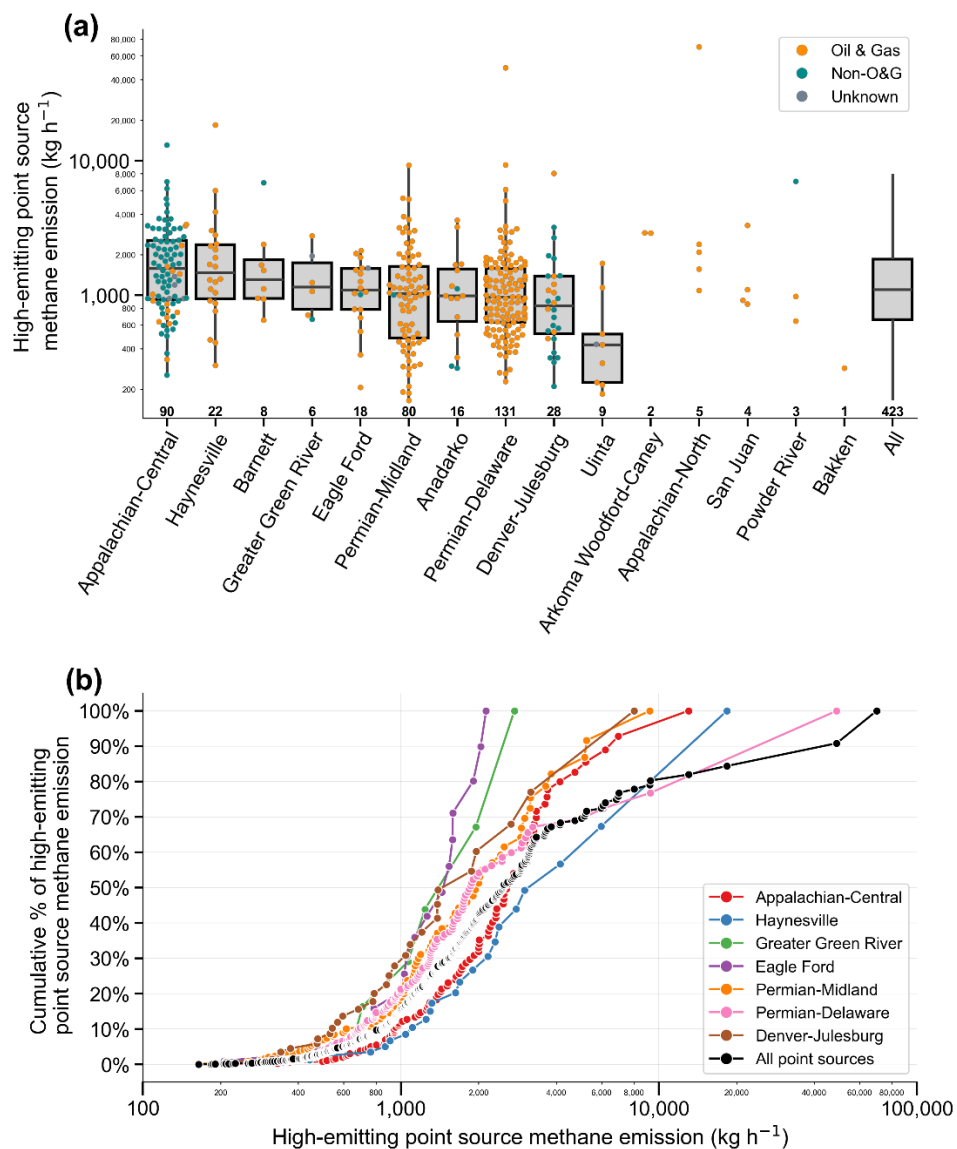 (a)
High-emitting point source
methane emission (kg h⁻¹)
80,000
60,000
40,000
20,000
10,000
8,000
6,000
4,000
2,000
1,000
800
600
400
200
Oil & Gas
Non-O&G
Unknown
90 22 8 6 18 80 16 131 28 9 2 5 4 3 1 423
Appalachian-Central
Haynesville
Barnett
Greater Green River
Eagle Ford
Permian-Midland
Anadarko
Permian-Delaware
Denver-Julesburg
Uinta
Arkoma Woodford-Caney
Appalachian-North
San Juan
Powder River
Bakken
All
(b)
Cumulative % of high-emitting
point source methane emission
100%
90%
80%
70%
60%
50%
40%
30%
20%
10%
0%
Appalachian-Central
Haynesville
Greater Green River
Eagle Ford
Permian-Midland
Permian-Delaware
Denver-Julesburg
All point sources
100 200 400 600 800 1,000 2,000 4,000 6,000 10,000 20,000 40,000 60,000 80,000 100,000
High-emitting point source methane emission (kg h⁻¹)